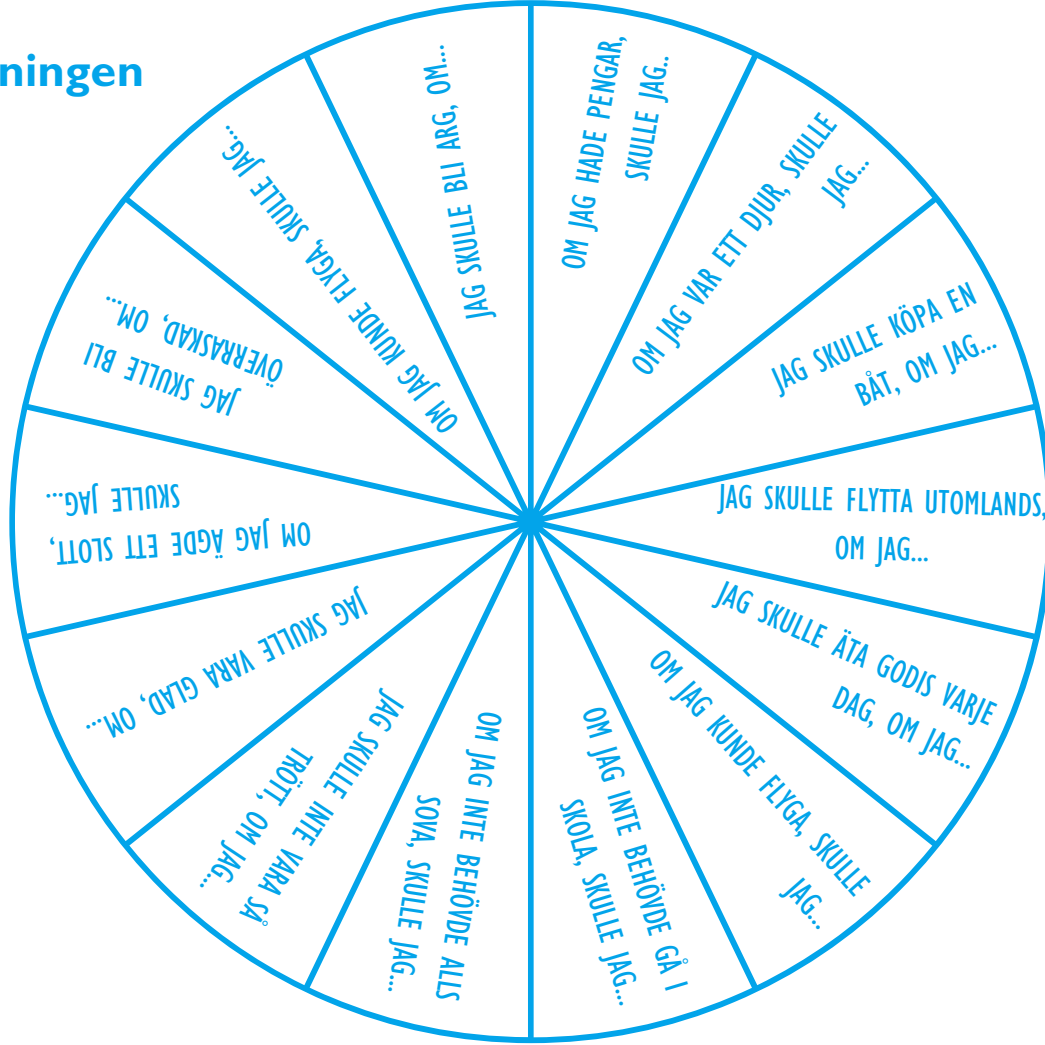 ningen
OM JAG HADE PENGAR,
SKULLE JAG..
OM JAG VAR ETT DJUR, SKULLE
JAG...
JAG SKULLE KÖPA EN
BÅT, OM JAG...
JAG SKULLE FLYTTA UTOMLANDS,
OM JAG...
JAG SKULLE ÄTA GODIS VARJE
DAG, OM JAG...
OM JAG KUNDE FLYGA, SKULLE
JAG...
OM JAG INTE BEHÖVDE GÅ I
SKOLA, SKULLE JAG...
OM JAG INTE BEHÖVDE ALLS
SOVA, SKULLE JAG...
JAG SKULLE INTE VARA SÅ
TRÖTT, OM JAG...
JAG SKULLE VARA GLAD, OM...
OM JAG ÄGDE ETT SLOTT,
SKULLE JAG...
JAG SKULLE BLI
ÖVERRASKAD, OM...
OM JAG KUNDE FLYGA, SKULLE JAG...
JAG SKULLE BLI ARG, OM...